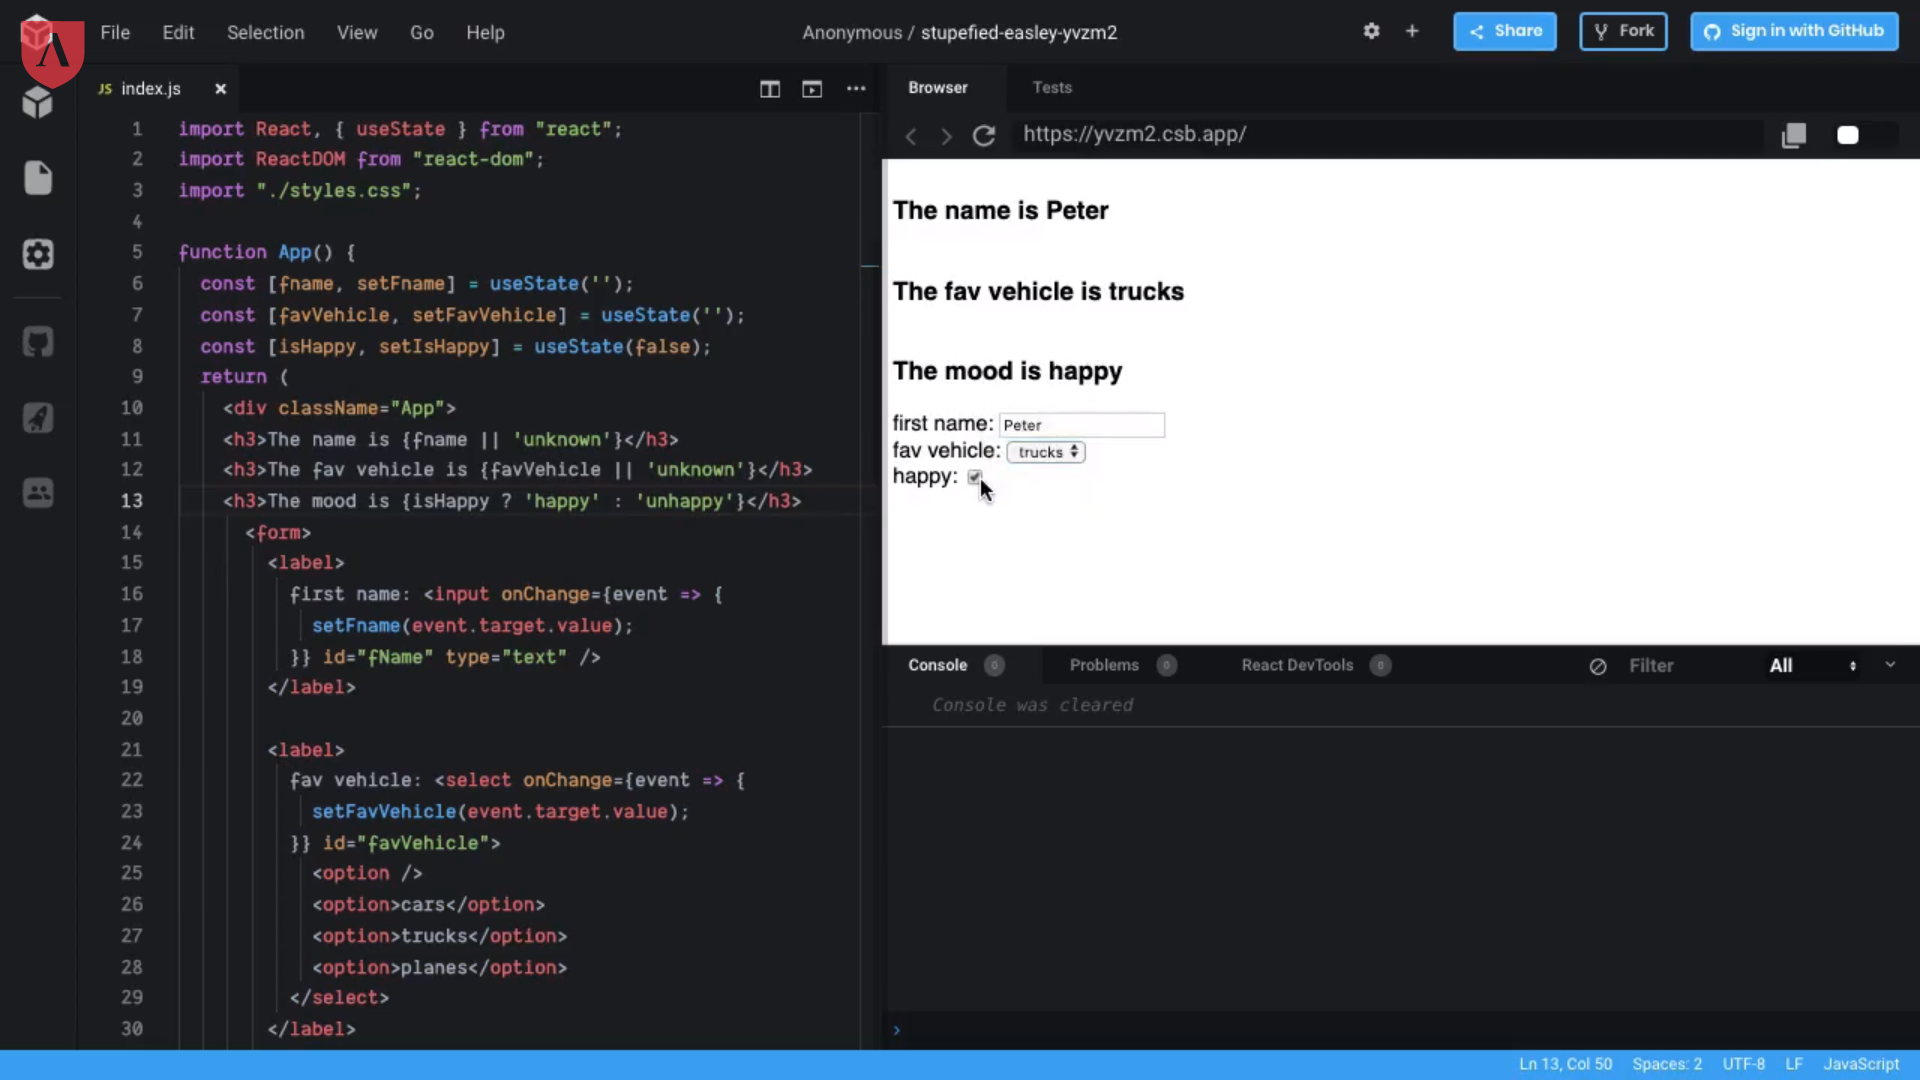 File Edit Selection View Go Help
Anonymous / stupefied-easley-yvzm2
Share
Fork
Sign in with GitHub
JS index.js
1 import React, { useState } from "react";
2 import ReactDOM from "react-dom";
3 import "./styles.css";
4
5 function App() {
6 const [fname, setFname] = useState('');
7 const [favVehicle, setFavVehicle] = useState('');
8 const [isHappy, setIsHappy] = useState(false);
9 return (
10 <div className="App">
11 <h3>The name is {fname || 'unknown'}</h3>
12 <h3>The fav vehicle is {favVehicle || 'unknown'}</h3>
13 <h3>The mood is {isHappy ? 'happy' : 'unhappy'}</h3>
14 <form>
15 <label>
16 first name: <input onChange={event => {
17 setFname(event.target.value);
18 }} id="fName" type="text" />
19 </label>
20
21 <label>
22 fav vehicle: <select onChange={event => {
23 setFavVehicle(event.target.value);
24 }} id="favVehicle">
25 <option />
26 <option>cars</option>
27 <option>trucks</option>
28 <option>planes</option>
29 </select>
30 </label>
Browser Tests
https://yvzm2.csb.app/
The name is Peter
The fav vehicle is trucks
The mood is happy
first name: Peter
fav vehicle: trucks
happy:
Console 0 Problems 0 React DevTools 0 Filter All
Console was cleared
Ln 13, Col 50 Spaces: 2 UTF-8 LF JavaScript